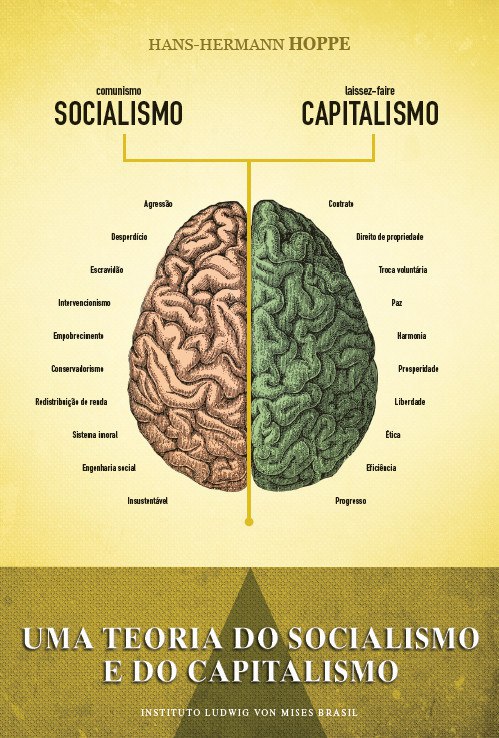 HANS-HERMANN HOPPE
comunismo
SOCIALISMO
laissez-faire
CAPITALISMO
Agressão
Desperdício
Escravidão
Intervencionismo
Empobrecimento
Conservadorismo
Redistribuição de renda
Sistema imoral
Engenharia social
Insustentável
Contrato
Direito de propriedade
Troca voluntária
Paz
Harmonia
Prosperidade
Liberdade
Ética
Eficiência
Progresso
UMA TEORIA DO SOCIALISMO
E DO CAPITALISMO
INSTITUTO LUDWIG VON MISES BRASIL